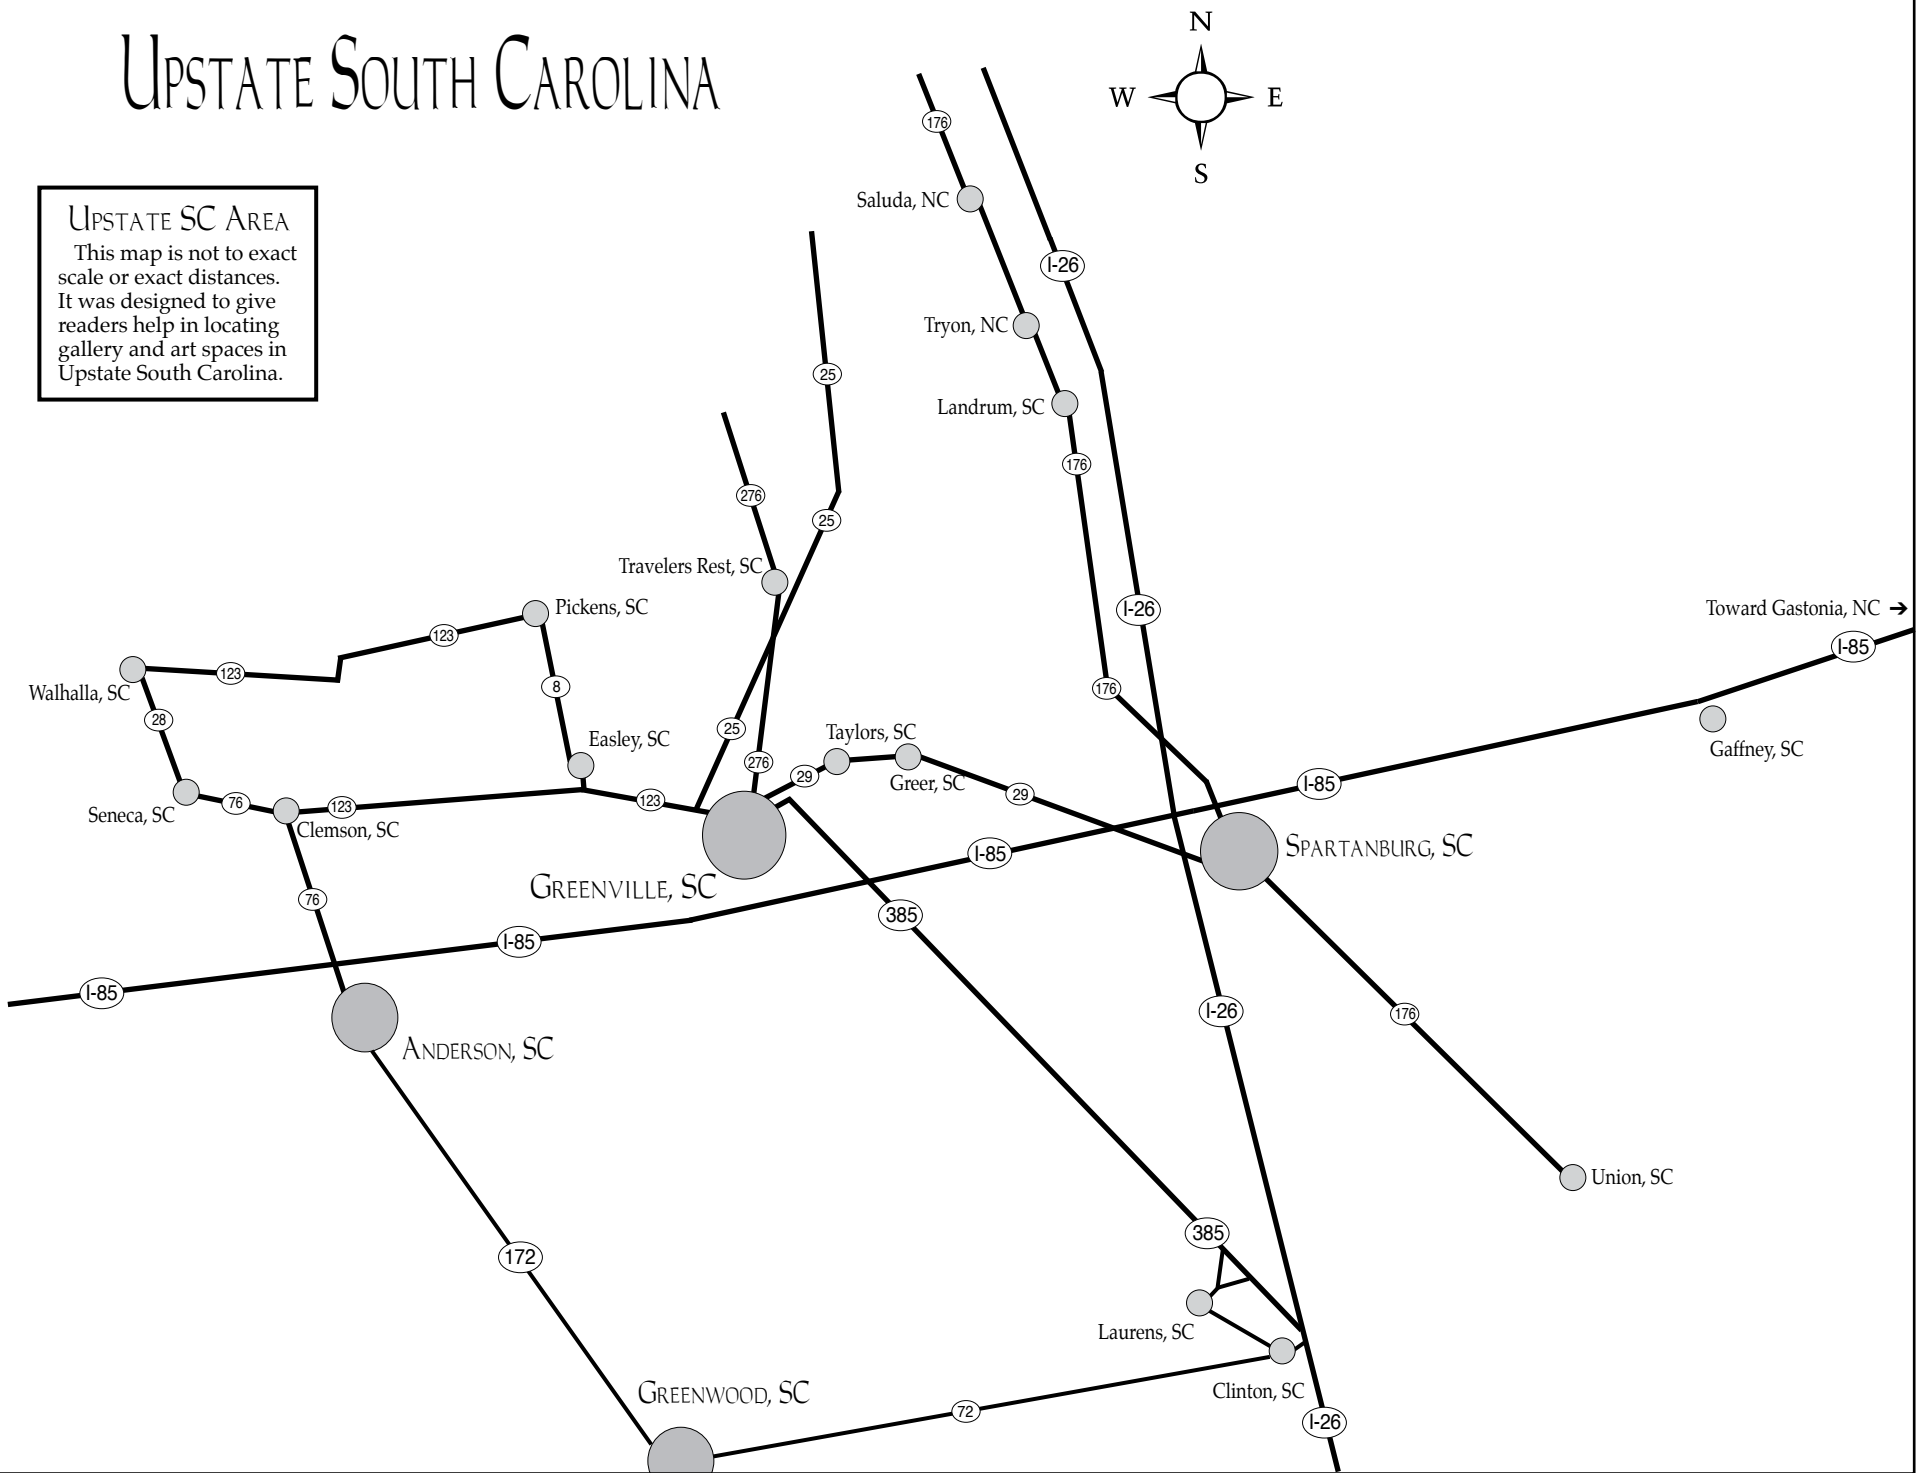 UPSTATE SOUTH CAROLINA
N
W E
S
176
Saluda, NC
UPSTATE SC AREA
This map is not to exact
scale or exact distances.
It was designed to give
readers help in locating
gallery and art spaces in
Upstate South Carolina.
I-26
Tryon, NC
25
Landrum, SC
176
276
25
Travelers Rest, SC
Pickens, SC
I-26
Toward Gastonia, NC ➔
123
I-85
123
8
Walhalla, SC
176
28
25
Taylors, SC
Easley, SC
Gaffney, SC
276
29
Greer, SC
I-85
29
Seneca, SC
76
123
123
Clemson, SC
SPARTANBURG, SC
I-85
GREENVILLE, SC
76
385
I-85
I-85
I-26
176
ANDERSON, SC
Union, SC
385
172
Laurens, SC
GREENWOOD, SC
Clinton, SC
72
I-26